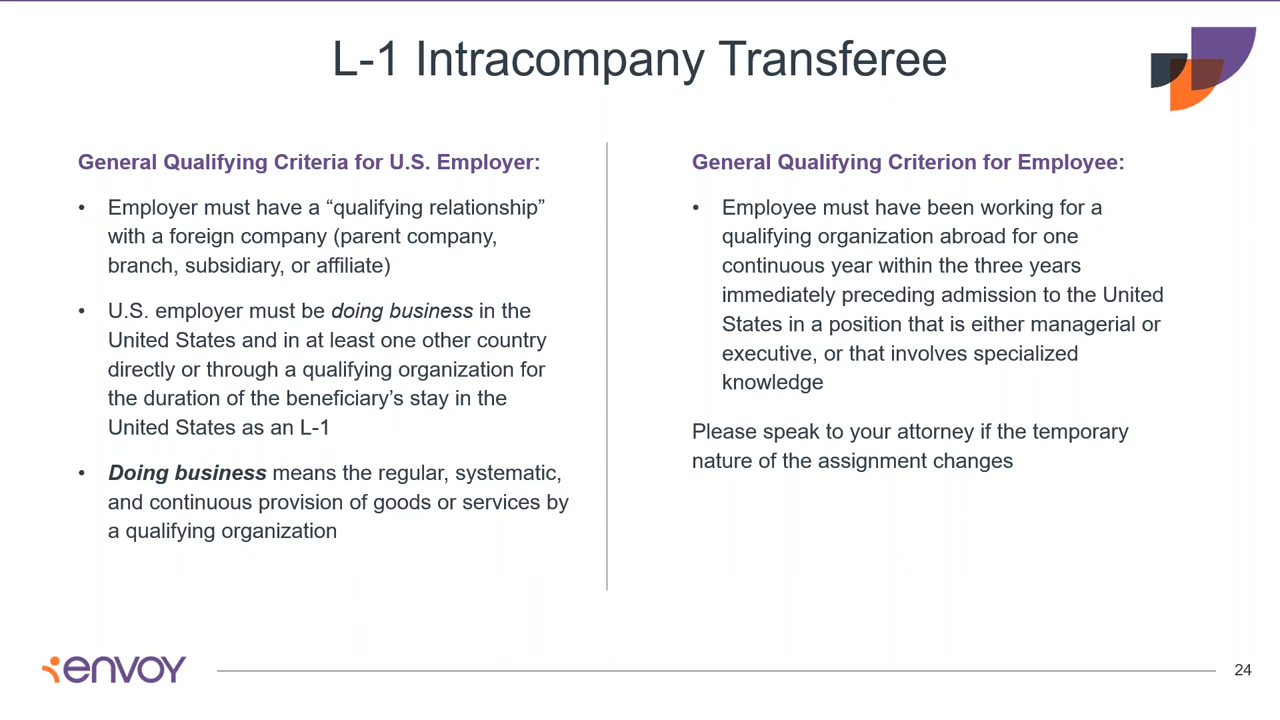 L-1 Intracompany Transferee
General Qualifying Criteria for U.S. Employer:
• Employer must have a “qualifying relationship”
with a foreign company (parent company,
branch, subsidiary, or affiliate)
• U.S. employer must be doing business in the
United States and in at least one other country
directly or through a qualifying organization for
the duration of the beneficiary’s stay in the
United States as an L-1
• Doing business means the regular, systematic,
and continuous provision of goods or services by
a qualifying organization
General Qualifying Criterion for Employee:
• Employee must have been working for a
qualifying organization abroad for one
continuous year within the three years
immediately preceding admission to the United
States in a position that is either managerial or
executive, or that involves specialized
knowledge
Please speak to your attorney if the temporary
nature of the assignment changes
envoy
24